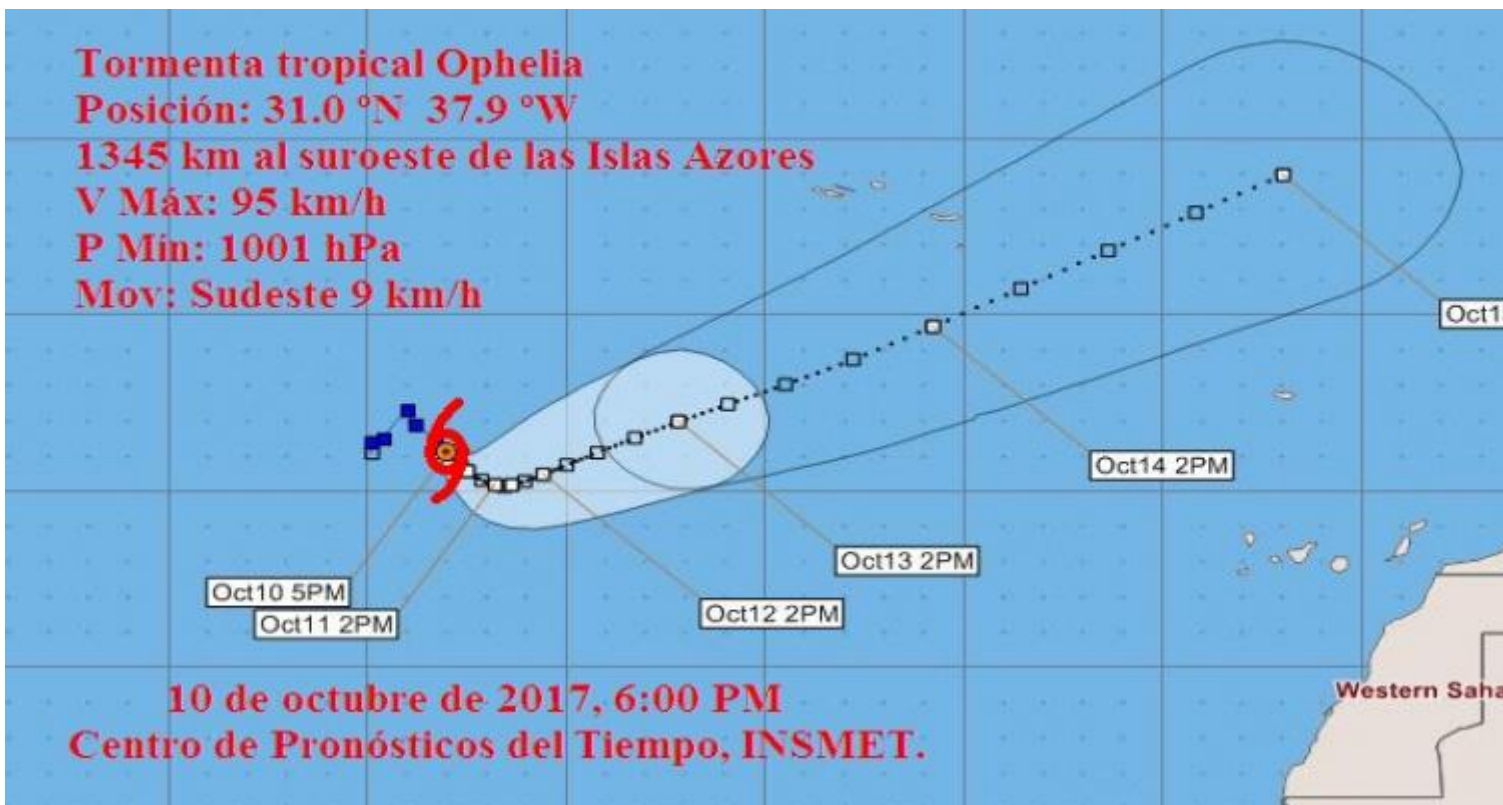 Tormenta tropical Ophelia
Posición: 31.0 °N 37.9 °W
1345 km al suroeste de las Islas Azores
V Máx: 95 km/h
P Mín: 1001 hPa
Mov: Sudeste 9 km/h
Oct1
Oct14 2PM
Oct13 2PM
Oct10 5PM
Oct11 2PM
Oct12 2PM
Western Saha
10 de octubre de 2017, 6:00 PM
Centro de Pronósticos del Tiempo, INSMET.